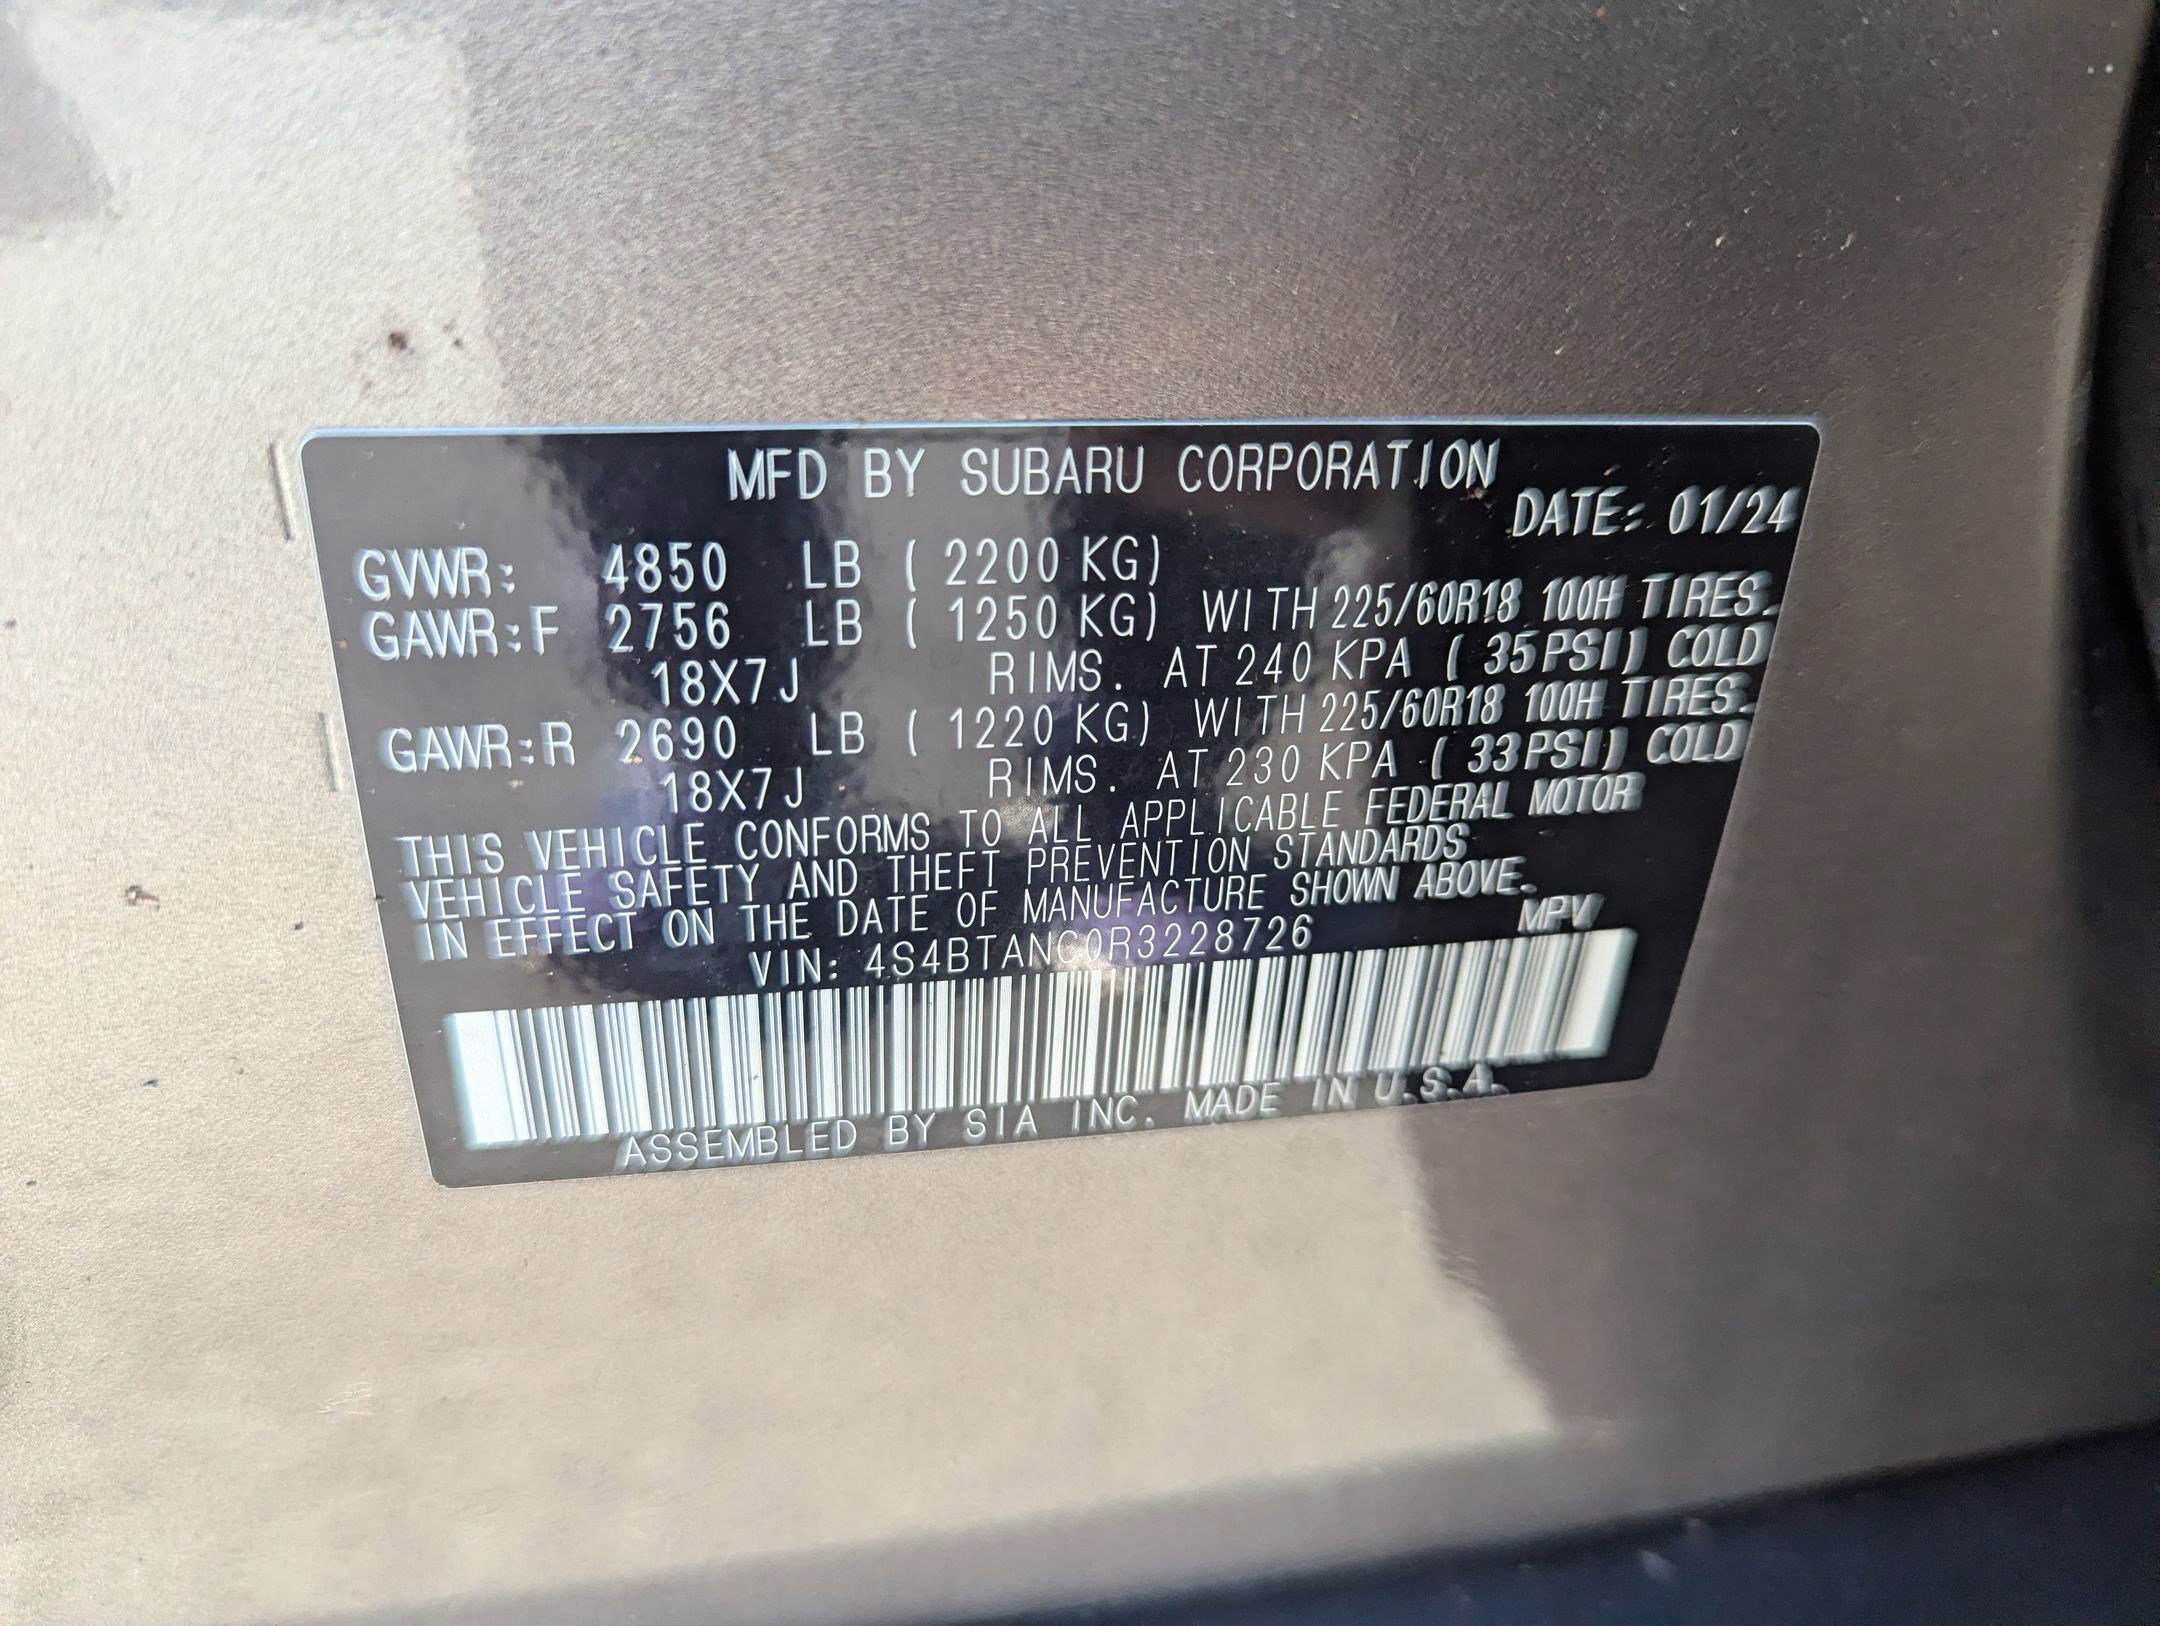 MFD BY SUBARU CORPORATION
DATE: 01/24
GVWR: 4850 LB ( 2200 KG)
GAWR:F 2756 LB ( 1250 KG) WITH 225/60R18 100H TIRES.
18X7J RIMS. AT 240 KPA ( 35PSI) COLD
GAWR:R 2690 LB ( 1220 KG) WITH 225/60R18 100H TIRES.
18X7J RIMS. AT 230 KPA ( 33PSI) COLD
THIS VEHICLE CONFORMS TO ALL APPLICABLE FEDERAL MOTOR
VEHICLE SAFETY AND THEFT PREVENTION STANDARDS
IN EFFECT ON THE DATE OF MANUFACTURE SHOWN ABOVE.
VIN: 4S4BTANC0R3228726 MPV
ASSEMBLED BY SIA INC. MADE IN U.S.A.